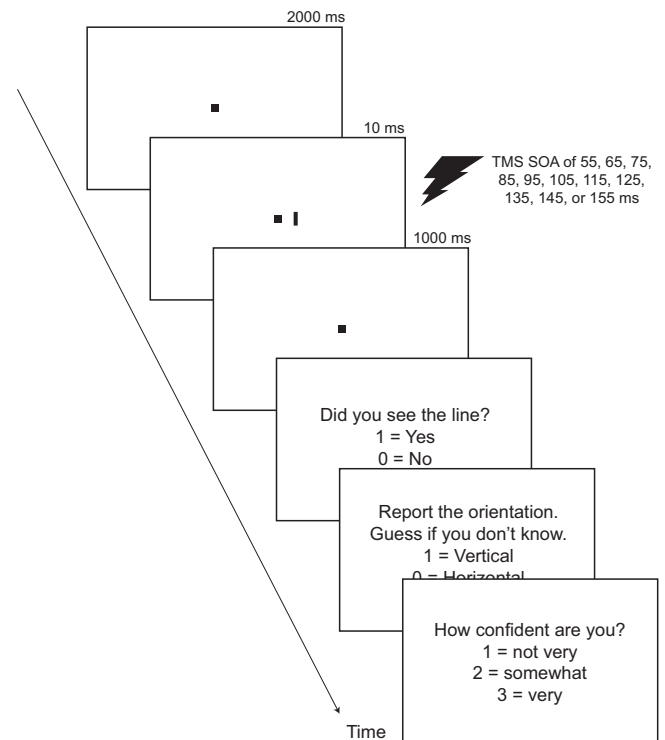 2000 ms
10 ms
TMS SOA of 55, 65, 75,
85, 95, 105, 115, 125,
135, 145, or 155 ms
1000 ms
Did you see the line?
1 = Yes
0 = No
Report the orientation.
Guess if you don't know.
1 = Vertical
0 = Horizontal
How confident are you?
1 = not very
2 = somewhat
3 = very
Time